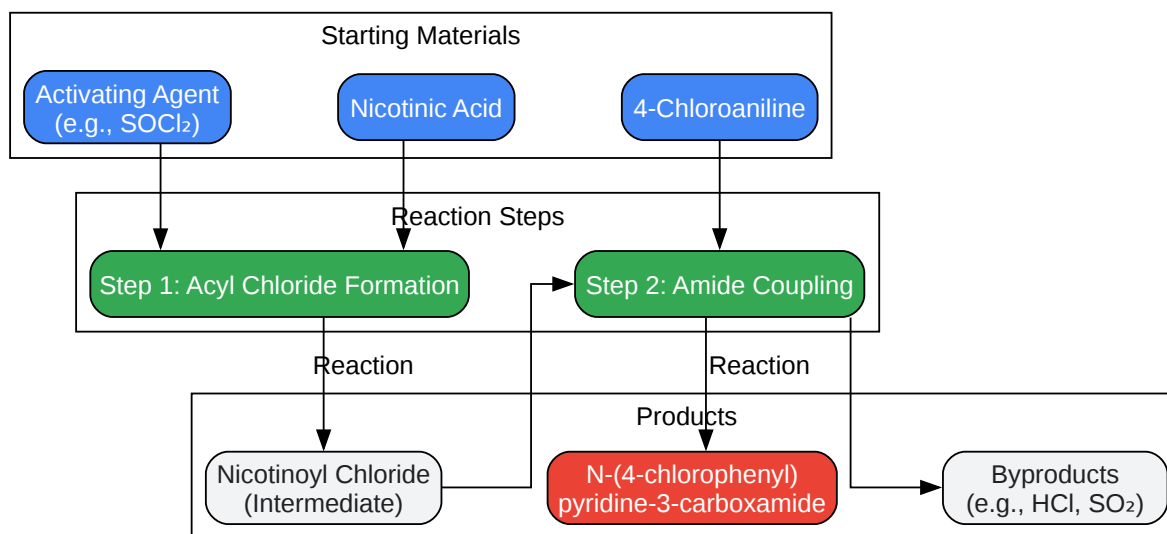 Starting Materials
Activating Agent
(e.g., SOCl₂)
Nicotinic Acid
4-Chloroaniline
Reaction Steps
Step 1: Acyl Chloride Formation
Step 2: Amide Coupling
Reaction
Reaction
Products
Nicotinoyl Chloride
(Intermediate)
N-(4-chlorophenyl)
pyridine-3-carboxamide
Byproducts
(e.g., HCl, SO₂)